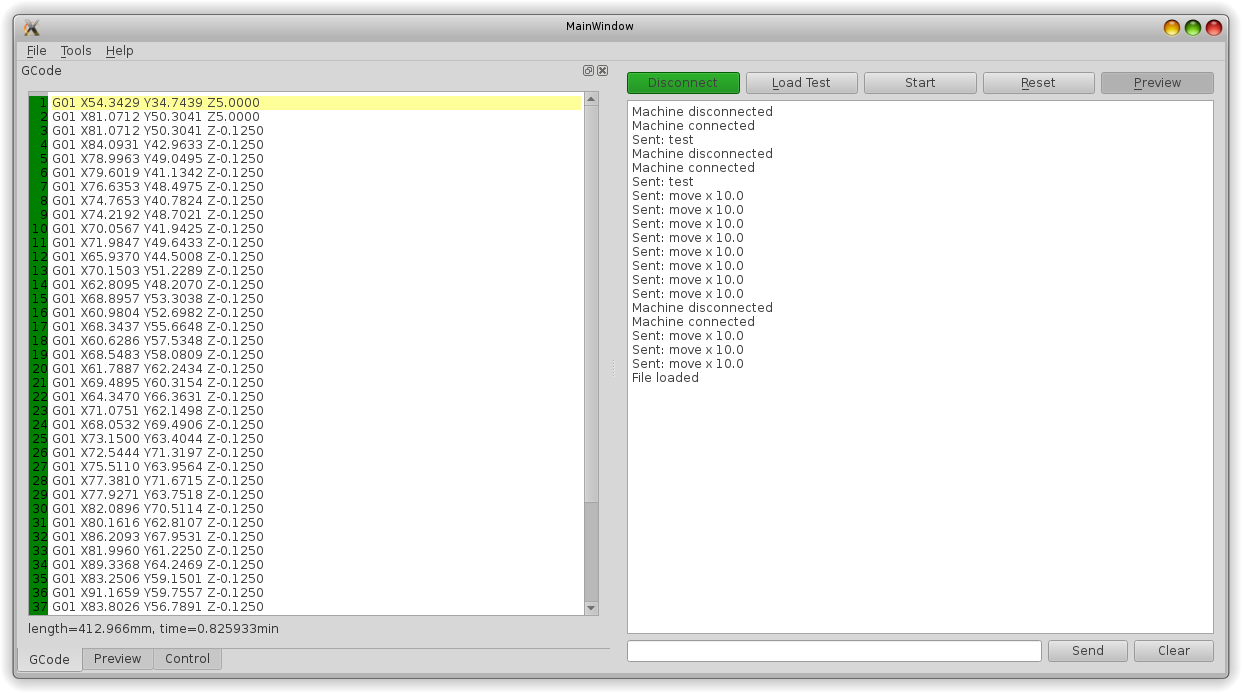 MainWindow
File Tools Help
GCode
1 G01 X54.3429 Y34.7439 Z5.0000
2 G01 X81.0712 Y50.3041 Z5.0000
3 G01 X81.0712 Y50.3041 Z-0.1250
4 G01 X84.0931 Y42.9633 Z-0.1250
5 G01 X78.9963 Y49.0495 Z-0.1250
6 G01 X79.6019 Y41.1342 Z-0.1250
7 G01 X76.6353 Y48.4975 Z-0.1250
8 G01 X74.7653 Y40.7824 Z-0.1250
9 G01 X74.2192 Y48.7021 Z-0.1250
10 G01 X70.0567 Y41.9425 Z-0.1250
11 G01 X71.9847 Y49.6433 Z-0.1250
12 G01 X65.9370 Y44.5008 Z-0.1250
13 G01 X70.1503 Y51.2289 Z-0.1250
14 G01 X62.8095 Y48.2070 Z-0.1250
15 G01 X68.8957 Y53.3038 Z-0.1250
16 G01 X60.9804 Y52.6982 Z-0.1250
17 G01 X68.3437 Y55.6648 Z-0.1250
18 G01 X60.6286 Y57.5348 Z-0.1250
19 G01 X68.5483 Y58.0809 Z-0.1250
20 G01 X61.7887 Y62.2434 Z-0.1250
21 G01 X69.4895 Y60.3154 Z-0.1250
22 G01 X64.3470 Y66.3631 Z-0.1250
23 G01 X71.0751 Y62.1498 Z-0.1250
24 G01 X68.0532 Y69.4906 Z-0.1250
25 G01 X73.1500 Y63.4044 Z-0.1250
26 G01 X72.5444 Y71.3197 Z-0.1250
27 G01 X75.5110 Y63.9564 Z-0.1250
28 G01 X77.3810 Y71.6715 Z-0.1250
29 G01 X77.9271 Y63.7518 Z-0.1250
30 G01 X82.0896 Y70.5114 Z-0.1250
31 G01 X80.1616 Y62.8107 Z-0.1250
32 G01 X86.2093 Y67.9531 Z-0.1250
33 G01 X81.9960 Y61.2250 Z-0.1250
34 G01 X89.3368 Y64.2469 Z-0.1250
35 G01 X83.2506 Y59.1501 Z-0.1250
36 G01 X91.1659 Y59.7557 Z-0.1250
37 G01 X83.8026 Y56.7891 Z-0.1250
length=412.966mm, time=0.825933min
GCode Preview Control
Disconnect Load Test Start Reset Preview
Machine disconnected
Machine connected
Sent: test
Machine disconnected
Machine connected
Sent: test
Sent: move x 10.0
Sent: move x 10.0
Sent: move x 10.0
Sent: move x 10.0
Sent: move x 10.0
Sent: move x 10.0
Sent: move x 10.0
Sent: move x 10.0
Machine disconnected
Machine connected
Sent: move x 10.0
Sent: move x 10.0
Sent: move x 10.0
File loaded
Send Clear